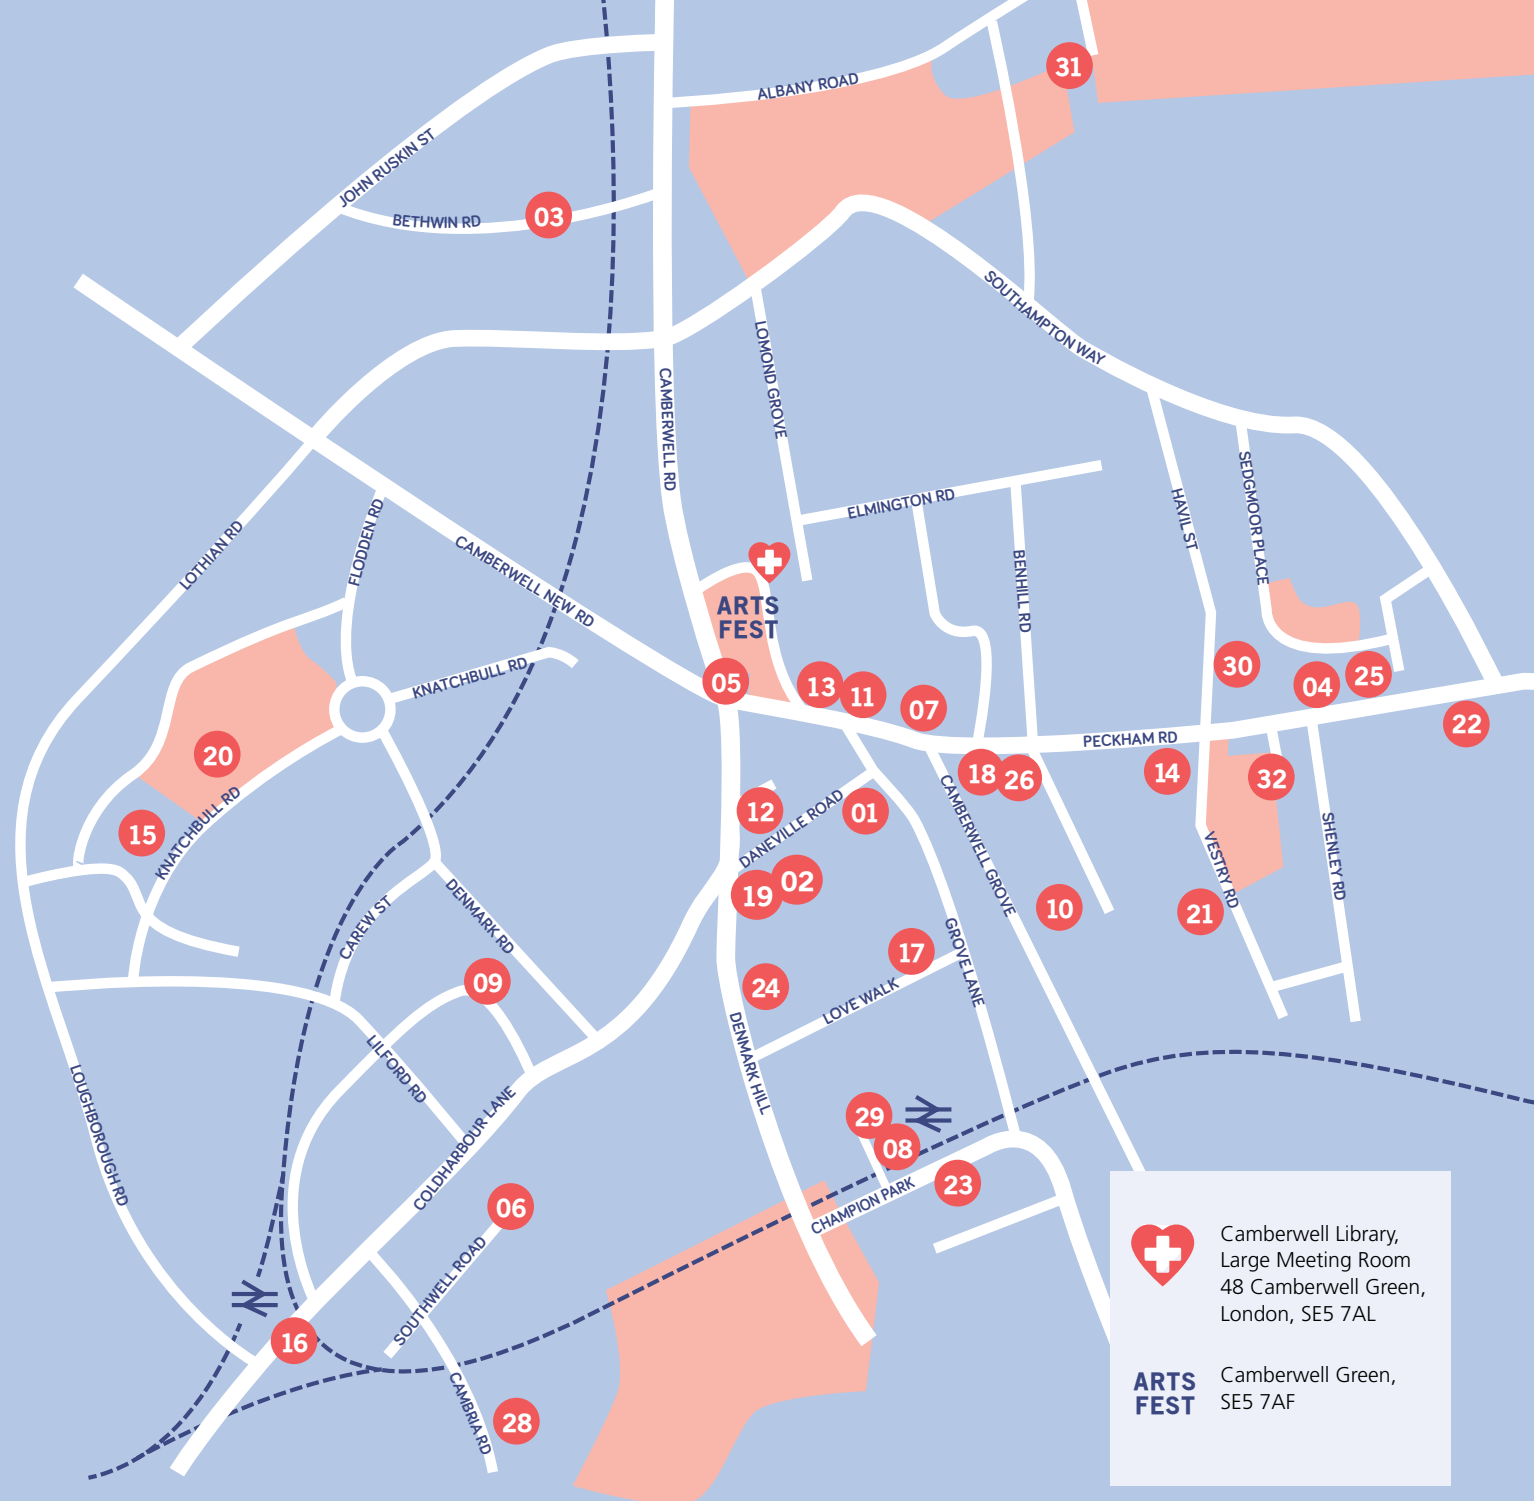 31
ALBANY ROAD
JOHN RUSKIN ST
BETHWIN RD
03
SOUTHAMPTON WAY
LOMOND GROVE
CAMBERWELL RD
SEDGMOOR PLACE
HAVIL ST
ELMINGTON RD
FLODDEN RD
LOTHIAN RD
CAMBERWELL NEW RD
BENHILL RD
ARTS
FEST
KNATCHBULL RD
05
13
11
07
30
04
25
22
PECKHAM RD
20
15
KNATCHBULL RD
12
DANEVILLE ROAD
01
18
26
14
32
CAMBERWELL GROVE
SHENLEY RD
VESTRY RD
19
02
10
21
DENMARK RD
CAREW ST
09
17
24
LOVE WALK
GROVE LANE
DENMARK HILL
LILFORD RD
LOUGHBOROUGH RD
COLDHARBOUR LANE
29
08
23
CHAMPION PARK
06
SOUTHWELL ROAD
16
CAMBRIA RD
28
Camberwell Library,
Large Meeting Room
48 Camberwell Green,
London, SE5 7AL
ARTS
FEST
Camberwell Green,
SE5 7AF